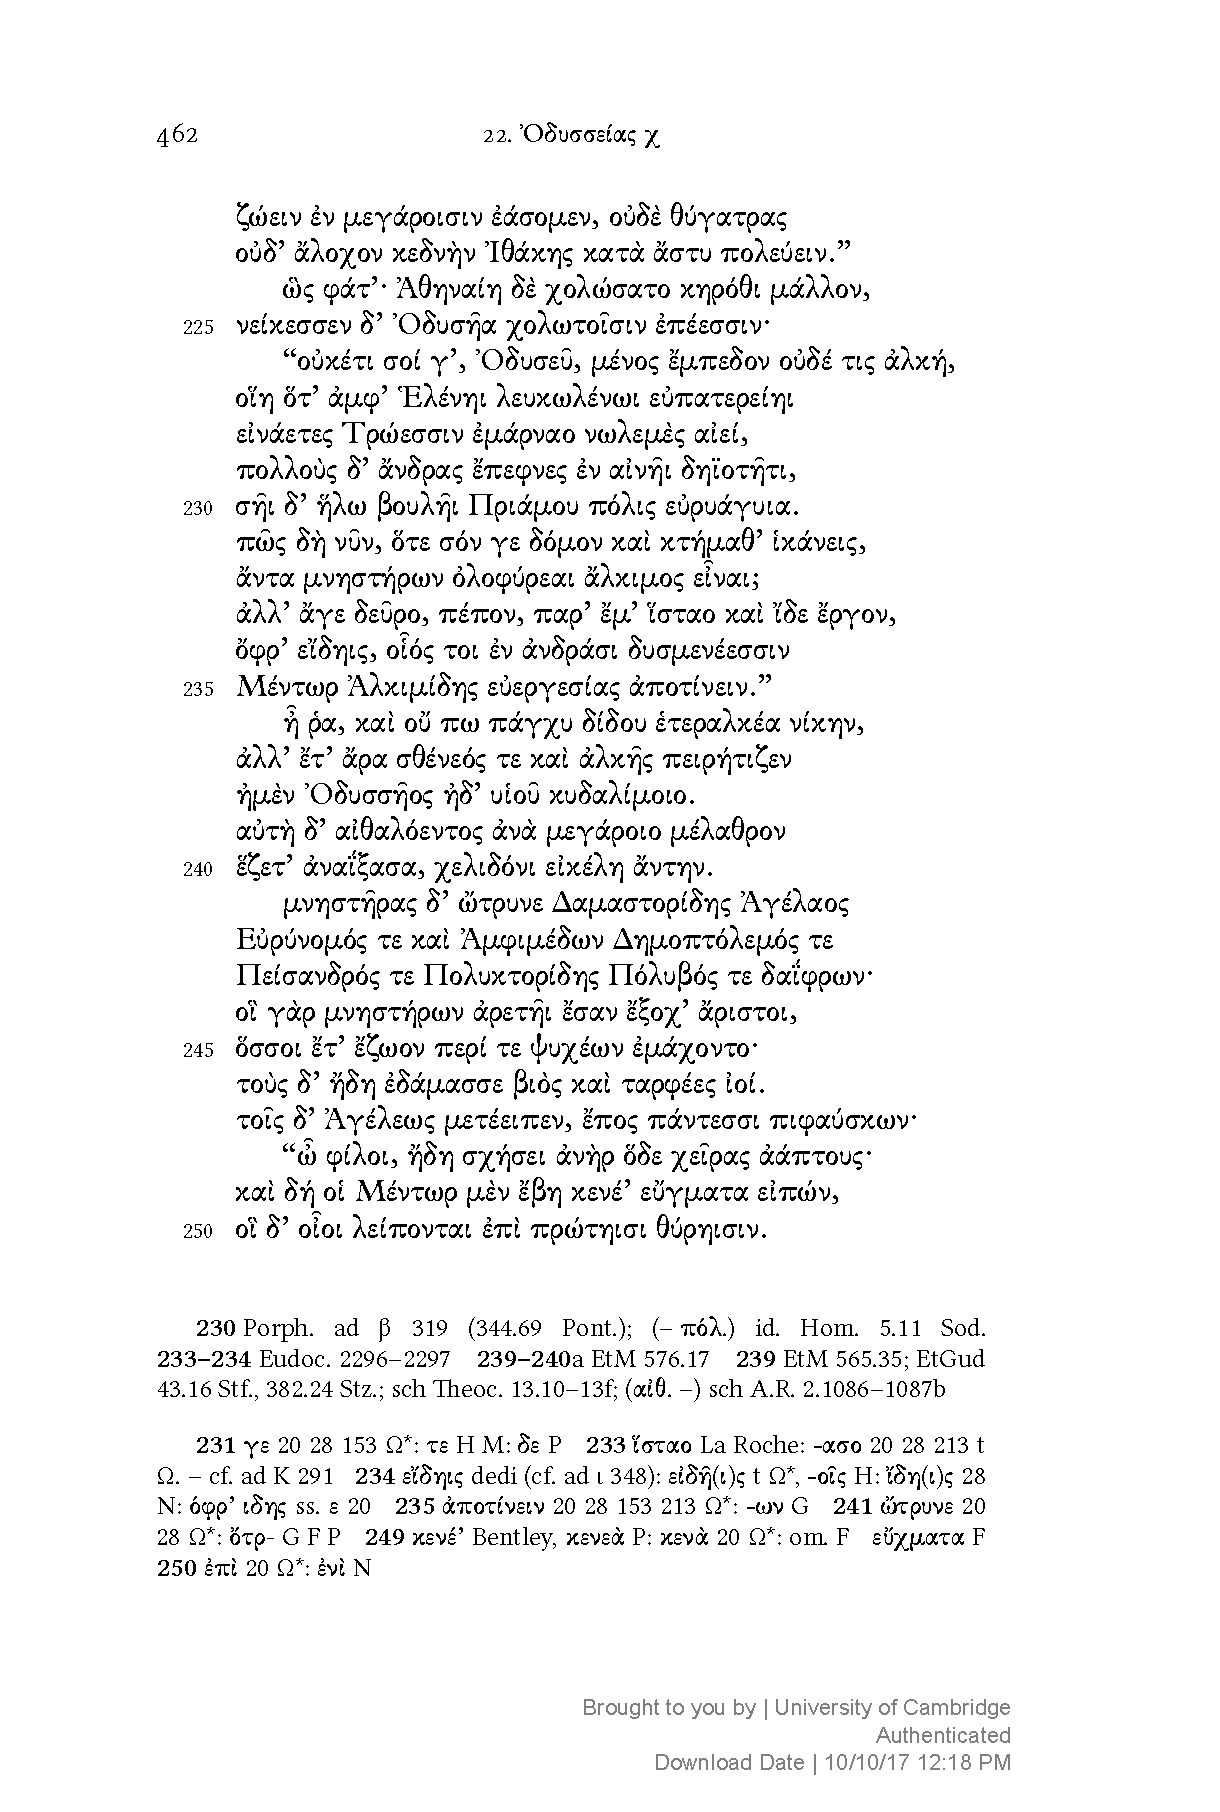 462
22. Ὀδυσσείας χ
ζώειν ἐν μεγάροισιν ἐάσομεν, οὐδὲ θύγατρας
οὐδ’ ἄλοχον κεδνὴν Ἰθάκης κατὰ ἄστυ πολεύειν.”
ὣς φάτ’· Ἀθηναίη δὲ χολώσατο κηρόθι μάλλον,
225 νείκεσσεν δ’ Ὀδυσῆα χολωτοῖσιν ἐπέεσσιν·
“οὐκέτι σοί γ’, Ὀδυσεῦ, μένος ἔμπεδον οὐδέ τις ἀλκή,
οἵη ὅτ’ ἀμφ’ Ἑλένηι λευκωλένωι εὐπατερείηι
εἰνάετες Τρώεσσιν ἐμάρναο νωλεμὲς αἰεί,
πολλοὺς δ’ ἄνδρας ἔπεφνες ἐν αἰνῆι δηϊοτῆτι,
230 σῆι δ’ ἥλω βουλῆι Πριάμου πόλις εὐρυάγυια.
πῶς δὴ νῦν, ὅτε σόν γε δόμον καὶ κτήμαθ’ ἱκάνεις,
ἄντα μνηστήρων ὀλοφύρεαι ἄλκιμος εἶναι;
ἀλλ’ ἄγε δεῦρο, πέπον, παρ’ ἔμ’ ἵσταο καὶ ἴδε ἔργον,
ὄφρ’ εἴδηις, οἷός τοι ἐν ἀνδράσι δυσμενέεσσιν
235 Μέντωρ Ἀλκιμίδης εὐεργεσίας ἀποτίνειν.”
ἦ ῥα, καὶ οὔ πω πάγχυ δίδου ἑτεραλκέα νίκην,
ἀλλ’ ἔτ’ ἄρα σθένεός τε καὶ ἀλκῆς πειρήτιζεν
ἠμὲν Ὀδυσσῆος ἠδ’ υἱοῦ κυδαλίμοιο.
αὐτὴ δ’ αἰθαλόεντος ἀνὰ μεγάροιο μέλαθρον
240 ἕζετ’ ἀναΐξασα, χελιδόνι εἰκέλη ἄντην.
μνηστῆρας δ’ ὤτρυνε Δαμαστορίδης Ἀγέλαος
Εὐρύνομός τε καὶ Ἀμφιμέδων Δημοπτόλεμός τε
Πείσανδρός τε Πολυκτορίδης Πόλυβός τε δαΐφρων·
οἳ γὰρ μνηστήρων ἀρετῆι ἔσαν ἔξοχ’ ἄριστοι,
245 ὅσσοι ἔτ’ ἔζωον περί τε ψυχέων ἐμάχοντο·
τοὺς δ’ ἤδη ἐδάμασσε βιὸς καὶ ταρφέες ἰοί.
τοῖς δ’ Ἀγέλεως μετέειπεν, ἔπος πάντεσσι πιφαύσκων·
“ὦ φίλοι, ἤδη σχήσει ἀνὴρ ὅδε χεῖρας ἀάπτους·
καὶ δή οἱ Μέντωρ μὲν ἔβη κενέ’ εὔγματα εἰπών,
250 οἳ δ’ οἶοι λείπονται ἐπὶ πρώτηισι θύρηισιν.
230 Porph. ad β 319 (344.69 Pont.); (– πόλ.) id. Hom. 5.11 Sod.
233–234 Eudoc. 2296–2297 239–240a EtM 576.17 239 EtM 565.35; EtGud
43.16 Stf., 382.24 Stz.; sch Theoc. 13.10–13f; (αἰθ. –) sch A.R. 2.1086–1087b
231 γε 20 28 153 Ω*: τε H M: δε P 233 ἵσταο La Roche: -ασο 20 28 213 t
Ω. – cf. ad K 291 234 εἴδηις dedi (cf. ad ι 348): εἰδῆ(ι)ς t Ω*, -οῖς H: ἴδη(ι)ς 28
N: όφρ’ ιδης ss. ε 20 235 ἀποτίνειν 20 28 153 213 Ω*: -ων G 241 ὤτρυνε 20
28 Ω*: ὄτρ- G F P 249 κενέ’ Bentley, κενεὰ P: κενὰ 20 Ω*: om. F εὔχματα F
250 ἐπὶ 20 Ω*: ἐνὶ N
Brought to you by | University of Cambridge
Authenticated
Download Date | 10/10/17 12:18 PM